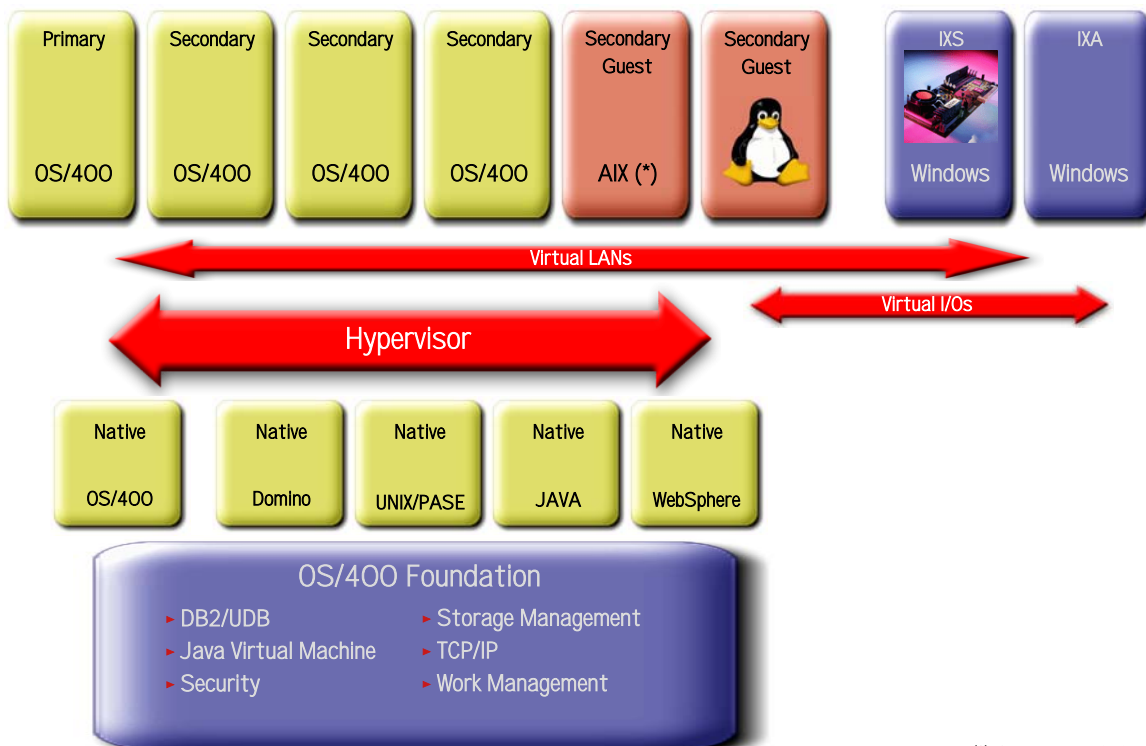 Primary
OS/400
Secondary
OS/400
Secondary
OS/400
Secondary
OS/400
Secondary
Guest
AIX (*)
Secondary
Guest
IXS
Windows
IXA
Windows
Virtual LANs
Virtual I/Os
Hypervisor
Native
OS/400
Native
Domino
Native
UNIX/PASE
Native
JAVA
Native
WebSphere
OS/400 Foundation
DB2/UDB
Java Virtual Machine
Security
Storage Management
TCP/IP
Work Management